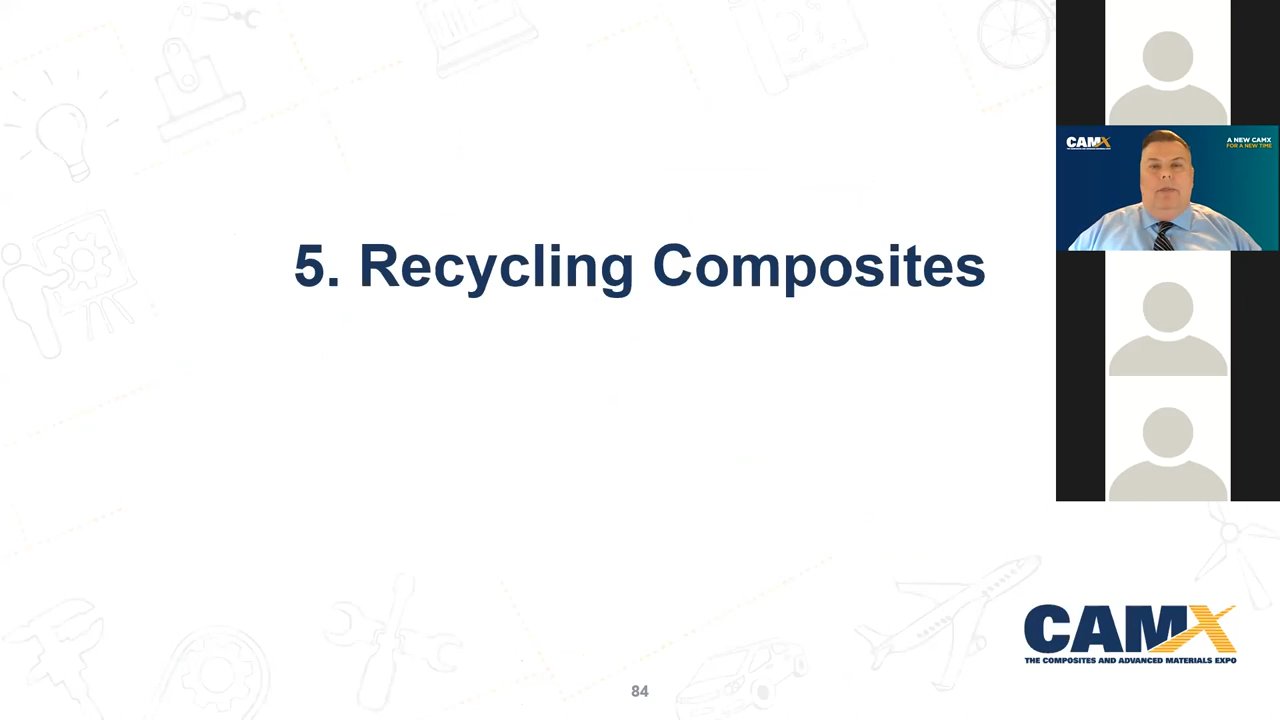 5. Recycling Composites
CAMX
A NEW CAMX
FOR A NEW TIME
CAMX
THE COMPOSITES AND ADVANCED MATERIALS EXPO
84